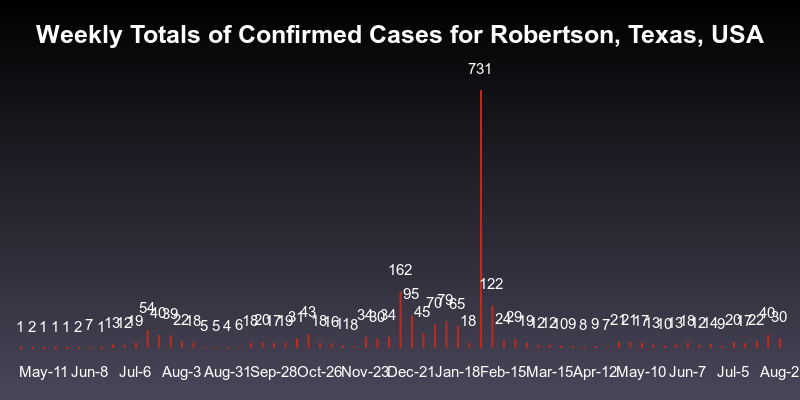 Weekly Totals of Confirmed Cases for Robertson, Texas, USA
731
162
122
95
70 79 65
54 45
40 39 43 40
31 34 30 34 29 30
13 12 19 22 18 18 20 17 19 18 16 11 8 18 24 19 12 12 10 9 8 9 7 21 21 17 13 10 13 18 12 14 9 20 17 22
1 2 1 1 1 2 7 1 5 5 4 6
May-11 Jun-8 Jul-6 Aug-3 Aug-31 Sep-28 Oct-26 Nov-23 Dec-21 Jan-18 Feb-15 Mar-15 Apr-12 May-10 Jun-7 Jul-5 Aug-2